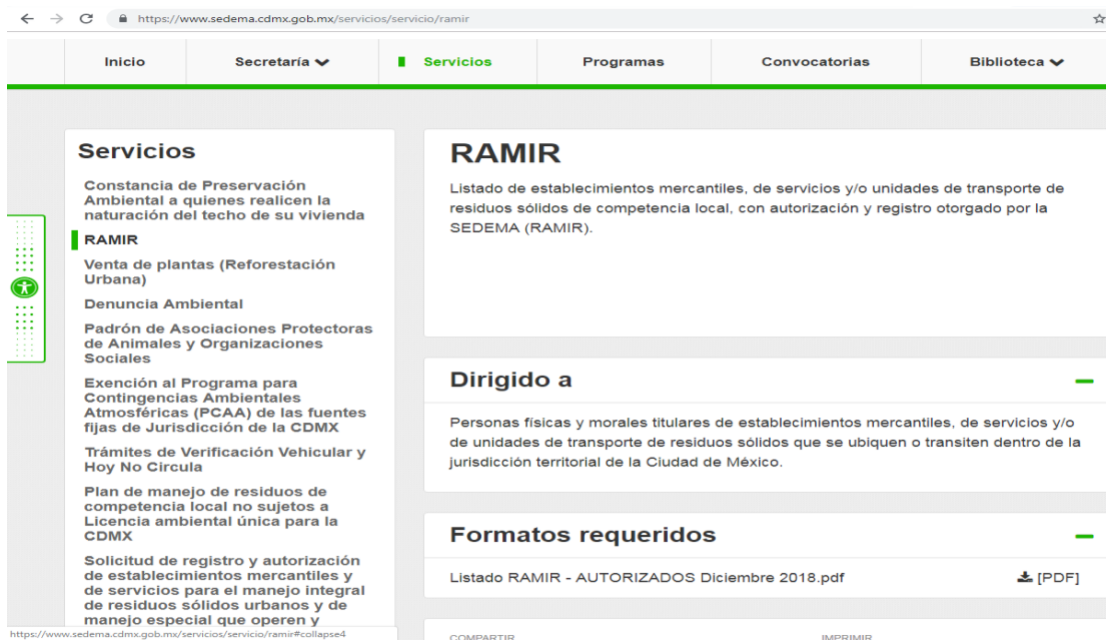 https://www.sedema.cdmx.gob.mx/servicios/servicio/ramir
Inicio
Secretaría
Servicios
Programas
Convocatorias
Biblioteca
Servicios
Constancia de Preservación
Ambiental a quienes realicen la
naturación del techo de su vivienda
RAMIR
Venta de plantas (Reforestación
Urbana)
Denuncia Ambiental
Padrón de Asociaciones Protectoras
de Animales y Organizaciones
Sociales
Exención al Programa para
Contingencias Ambientales
Atmosféricas (PCAA) de las fuentes
fijas de Jurisdicción de la CDMX
Trámites de Verificación Vehicular y
Hoy No Circula
Plan de manejo de residuos de
competencia local no sujetos a
Licencia ambiental única para la
CDMX
Solicitud de registro y autorización
de establecimientos mercantiles y
de servicios para el manejo integral
de residuos sólidos urbanos y de
manejo especial que operen y
RAMIR
Listado de establecimientos mercantiles, de servicios y/o unidades de transporte de
residuos sólidos de competencia local, con autorización y registro otorgado por la
SEDEMA (RAMIR).
Dirigido a
Personas físicas y morales titulares de establecimientos mercantiles, de servicios y/o
de unidades de transporte de residuos sólidos que se ubiquen o transiten dentro de la
jurisdicción territorial de la Ciudad de México.
Formatos requeridos
Listado RAMIR - AUTORIZADOS Diciembre 2018.pdf
[PDF]
COMPARTIR
IMPRIMIR
https://www.sedema.cdmx.gob.mx/servicios/servicio/ramir#collapse4